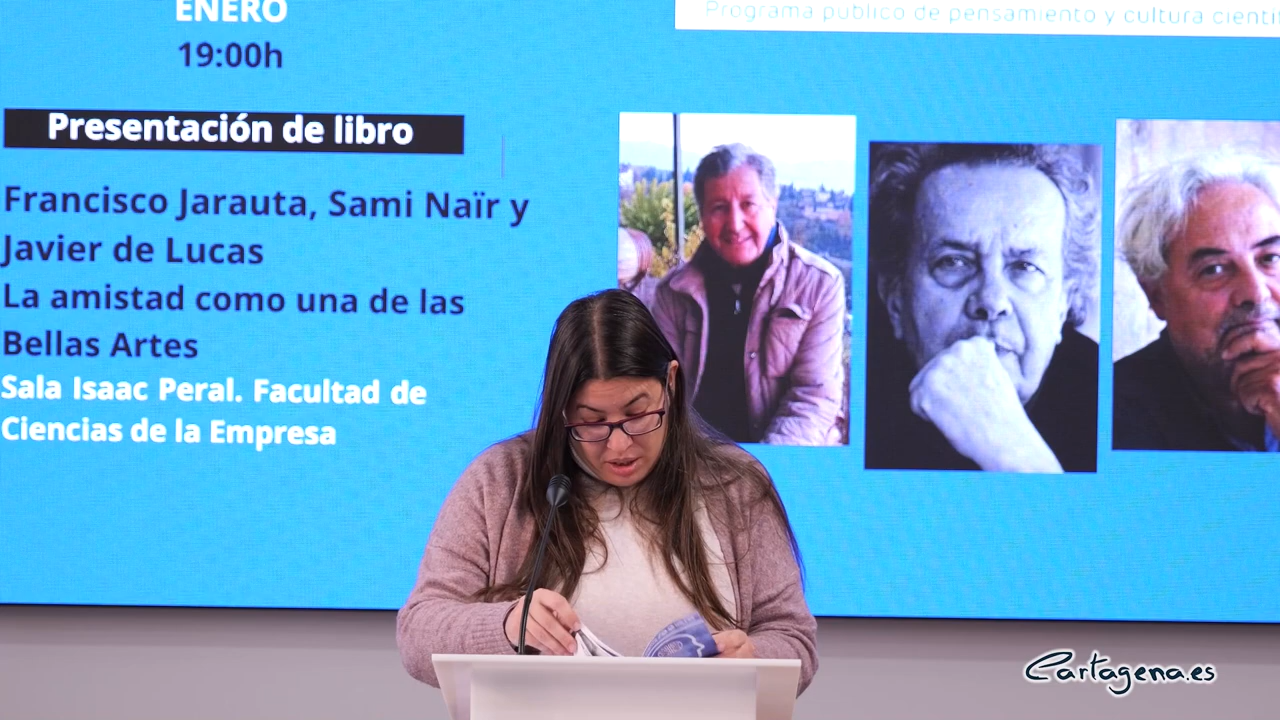 ENERO
19:00h
Programa público de pensamiento y cultura científi
Presentación de libro
Francisco Jarauta, Sami Naïr y
Javier de Lucas
La amistad como una de las
Bellas Artes
Sala Isaac Peral. Facultad de
Ciencias de la Empresa
Cartagena.es